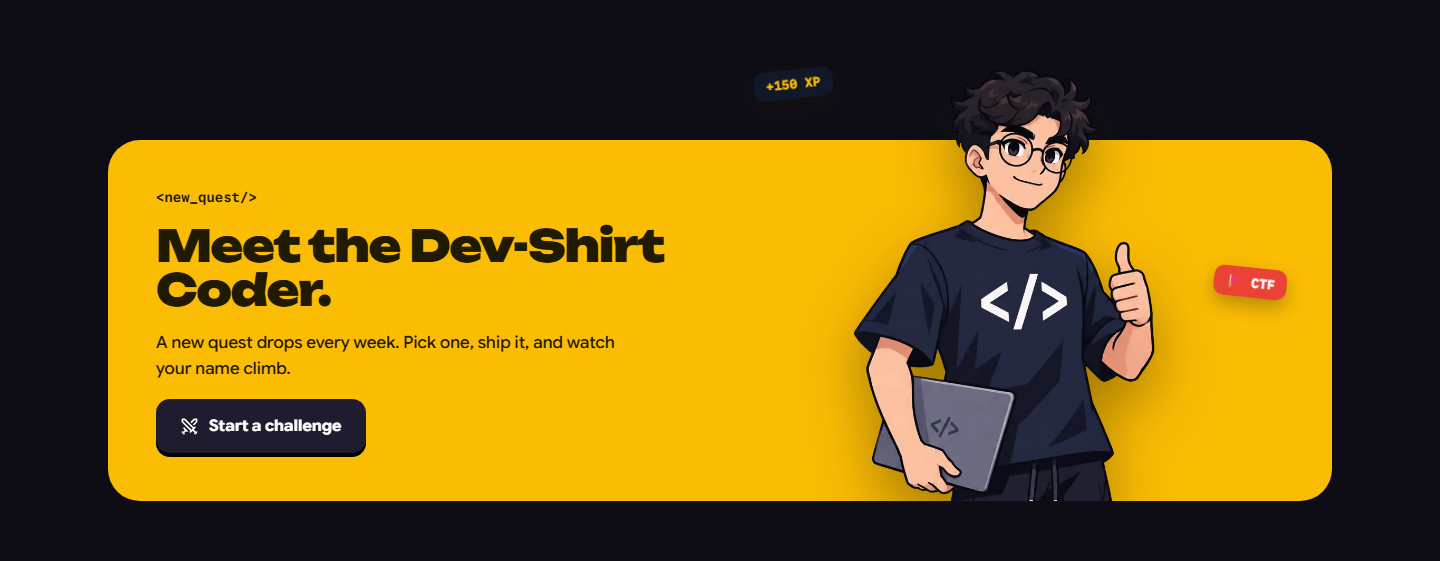 +150 XP
<new_quest/>
Meet the Dev-Shirt
Coder.
A new quest drops every week. Pick one, ship it, and watch
your name climb.
Start a challenge
</>
CTF
</>